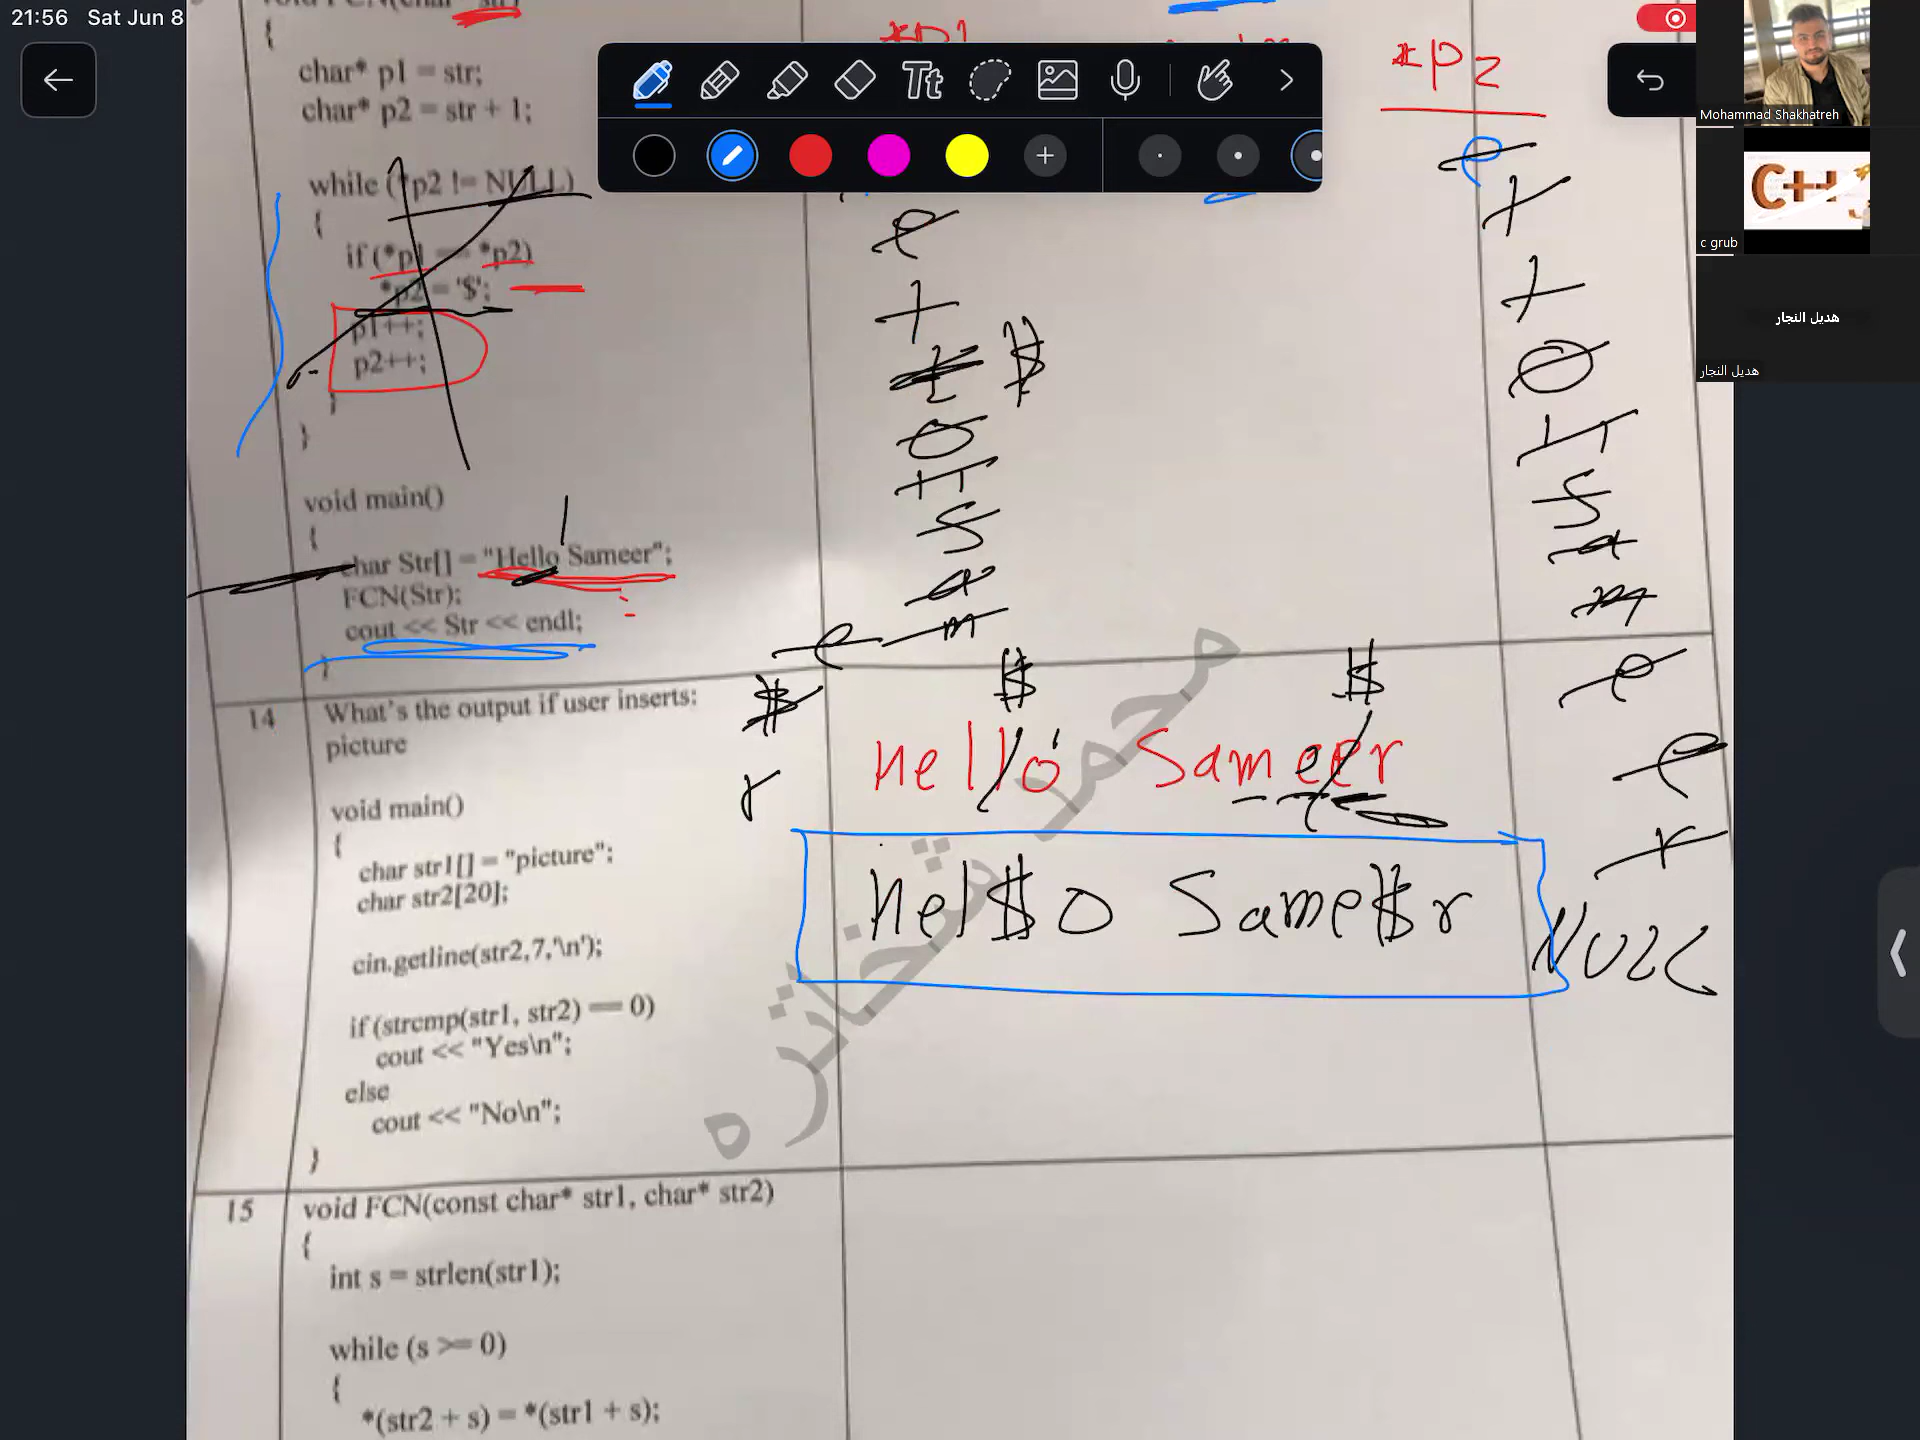 21:56 Sat Jun 8
{
char* p1 = str;
char* p2 = str + 1;
while (*p2 != NULL)
{
if (*p1 == *p2)
*p2 = '$';
p1++;
p2++;
}
}
void main()
{
char Str[] = "Hello Sameer";
FCN(Str);
cout << Str << endl;
}
14
What's the output if user inserts:
picture
void main()
{
char str1[] = "picture";
char str2[20];
cin.getline(str2,7,'\n');
if (strcmp(str1, str2) == 0)
cout << "Yes\n";
else
cout << "No\n";
}
15
void FCN(const char* str1, char* str2)
{
int s = strlen(str1);
while (s >= 0)
{
*(str2 + s) = *(str1 + s);
Tt
*P2
e
$
o
S
a
m
e
$
r
$
$
Hello Sameer
Hel$o Same$r
e
e
r
NULL
محمد شخاتره
Mohammad Shakhatreh
C++
c grub
هديل النجار
هديل النجار